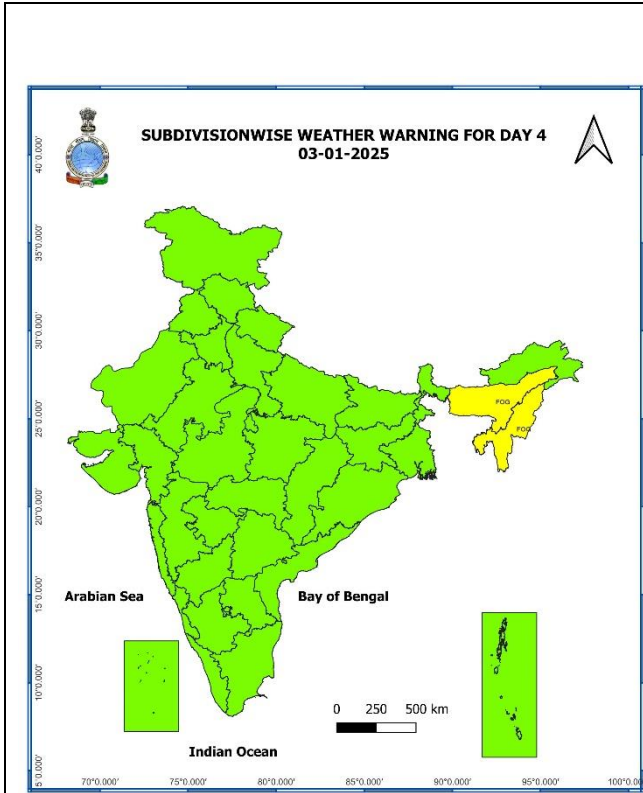 SUBDIVISIONWISE WEATHER WARNING FOR DAY 4
03-01-2025
40°0.000'
35°0.000'
30°0.000'
FOG
25°0.000'
FOG
20°0.000'
Arabian Sea
Bay of Bengal
15°0.000'
10°0.000'
0 250 500 km
Indian Ocean
5°0.000'
70°0.000' 75°0.000' 80°0.000' 85°0.000' 90°0.000' 95°0.000' 100°0.00